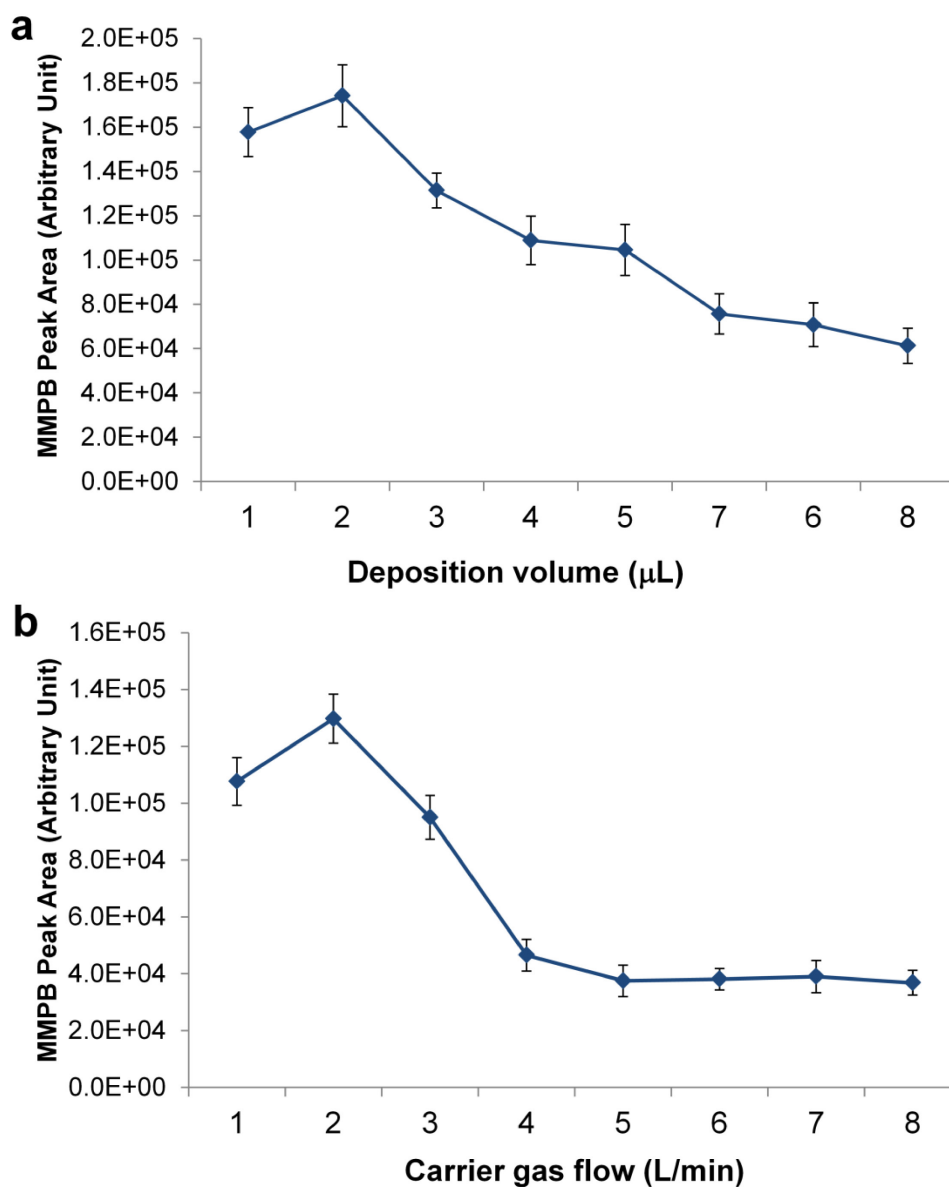 a
MMPB Peak Area (Arbitrary Unit)
2.0E+05
1.8E+05
1.6E+05
1.4E+05
1.2E+05
1.0E+05
8.0E+04
6.0E+04
4.0E+04
2.0E+04
0.0E+00
1 2 3 4 5 7 6 8
Deposition volume (μL)
b
MMPB Peak Area (Arbitrary Unit)
1.6E+05
1.4E+05
1.2E+05
1.0E+05
8.0E+04
6.0E+04
4.0E+04
2.0E+04
0.0E+00
1 2 3 4 5 6 7 8
Carrier gas flow (L/min)